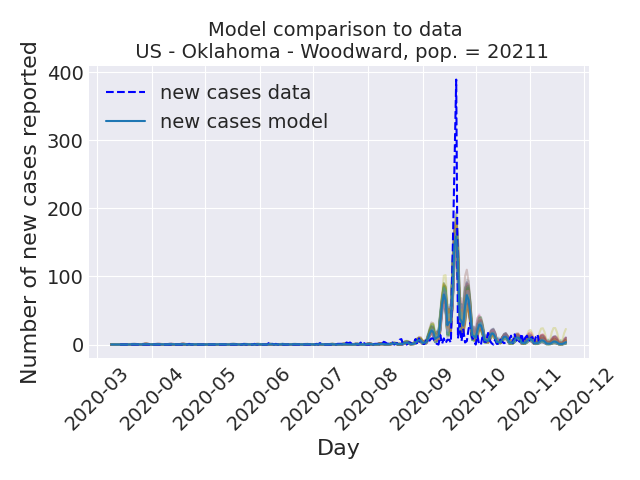 Model comparison to data
US - Oklahoma - Woodward, pop. = 20211
Number of new cases reported
400
300
200
100
0
new cases data
new cases model
2020-03
2020-04
2020-05
2020-06
2020-07
2020-08
2020-09
2020-10
2020-11
2020-12
Day